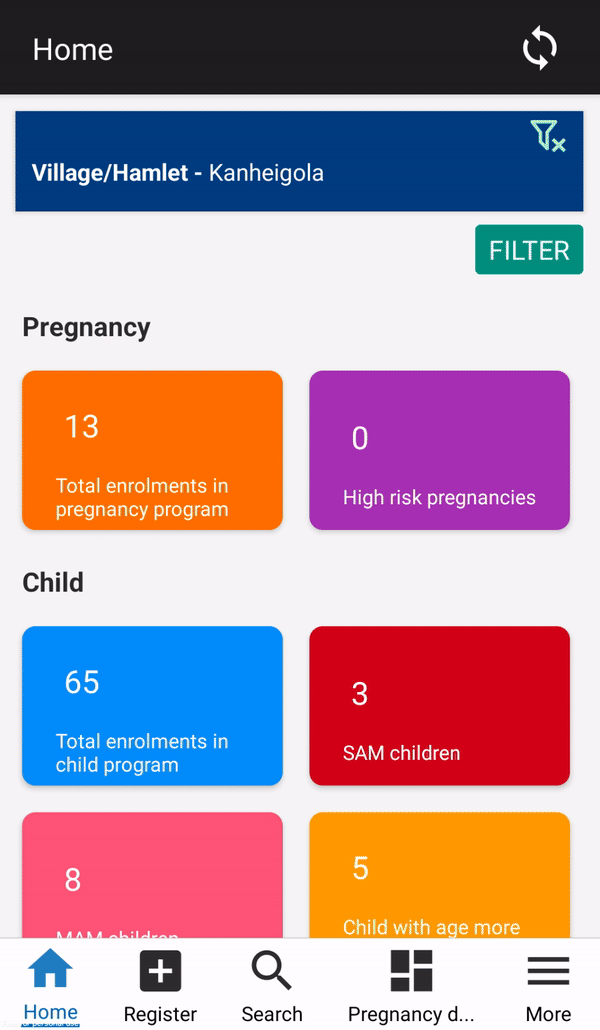 Home
Village/Hamlet - Kanheigola
FILTER
Pregnancy
13
Total enrolments in
pregnancy program
0
High risk pregnancies
Child
65
Total enrolments in
child program
3
SAM children
8
MAM children
5
Child with age more
Home
Register
Search
Pregnancy d...
More